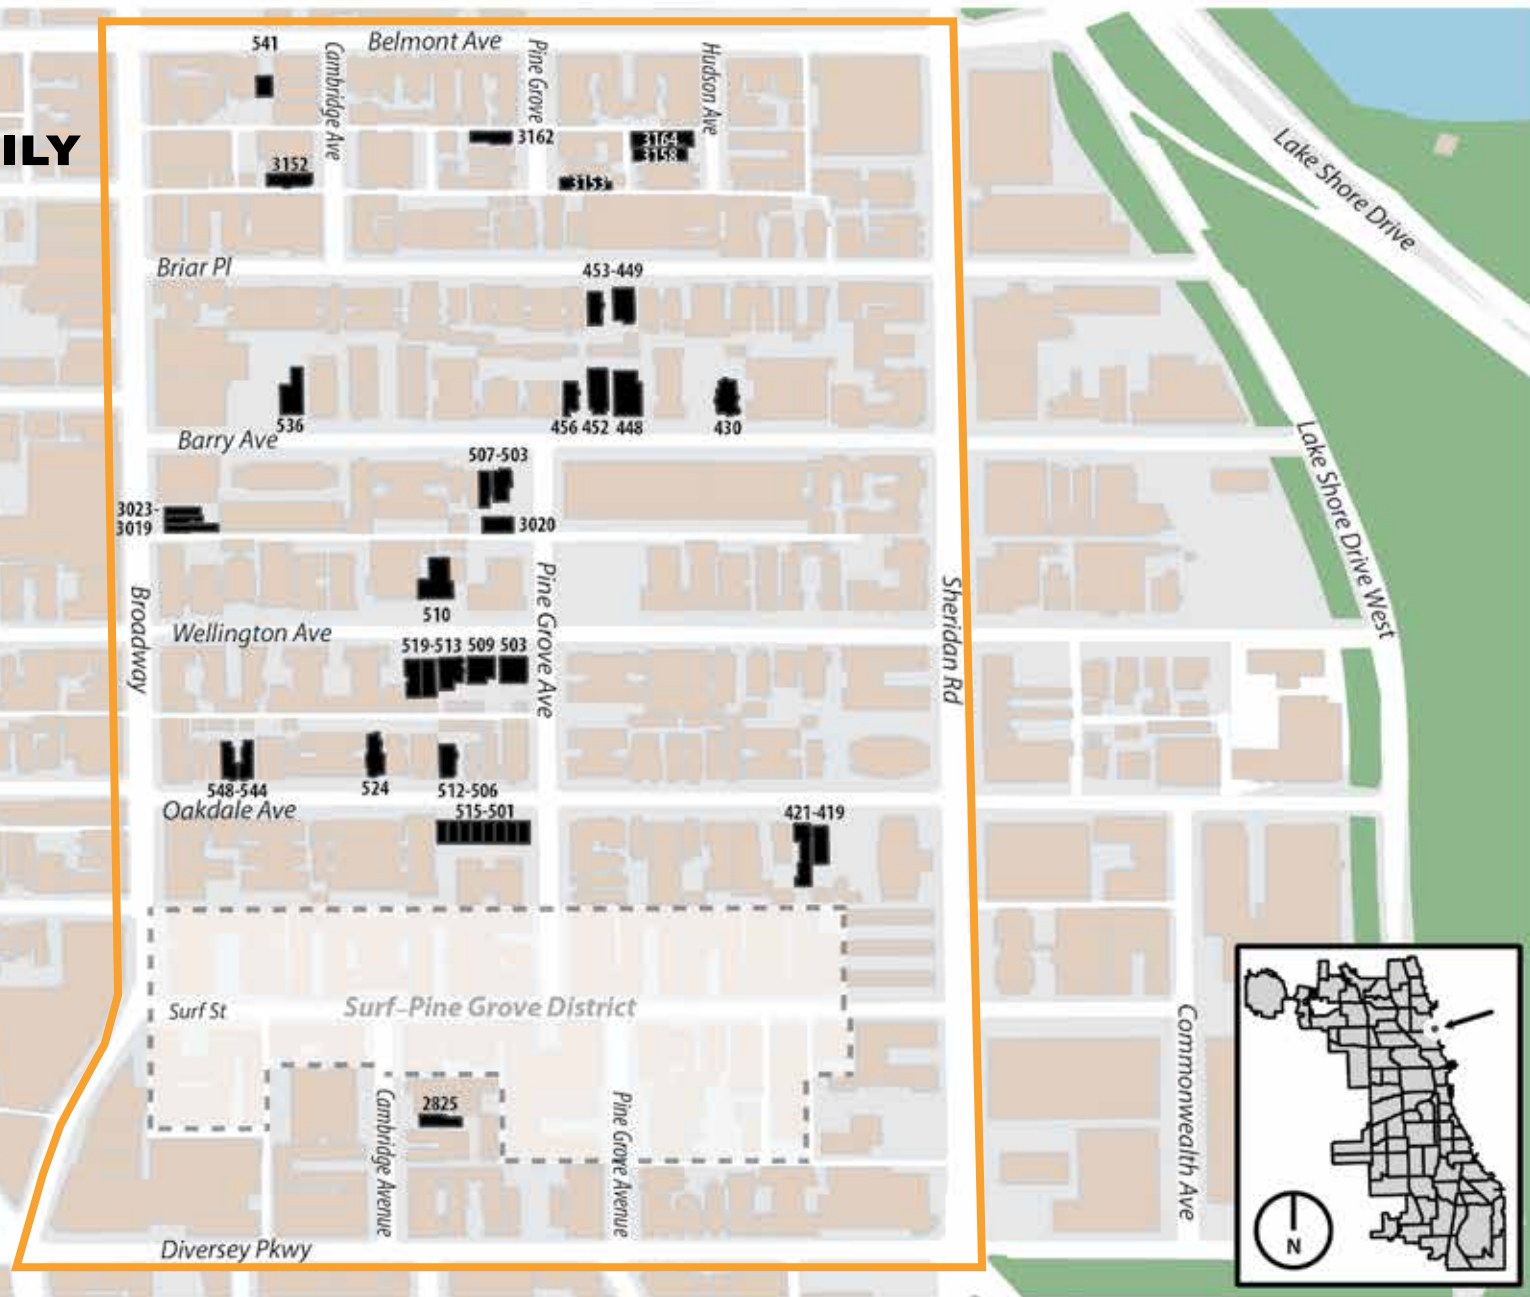 541
Belmont Ave
Cambridge Ave
Pine Grove
Hudson Ave
ILY
3162
3164
3158
3152
3153
Lake Shore Drive
Briar Pl
453-449
536
456 452 448
430
Barry Ave
507-503
3023-
3019
3020
Lake Shore Drive West
510
Pine Grove Ave
Broadway
Sheridan Rd
Wellington Ave
519-513 509 503
548-544
524
512-506
Oakdale Ave
515-501
421-419
Surf St
Surf-Pine Grove District
2825
Cambridge Avenue
Pine Grove Avenue
Commonwealth Ave
Diversey Pkwy
N